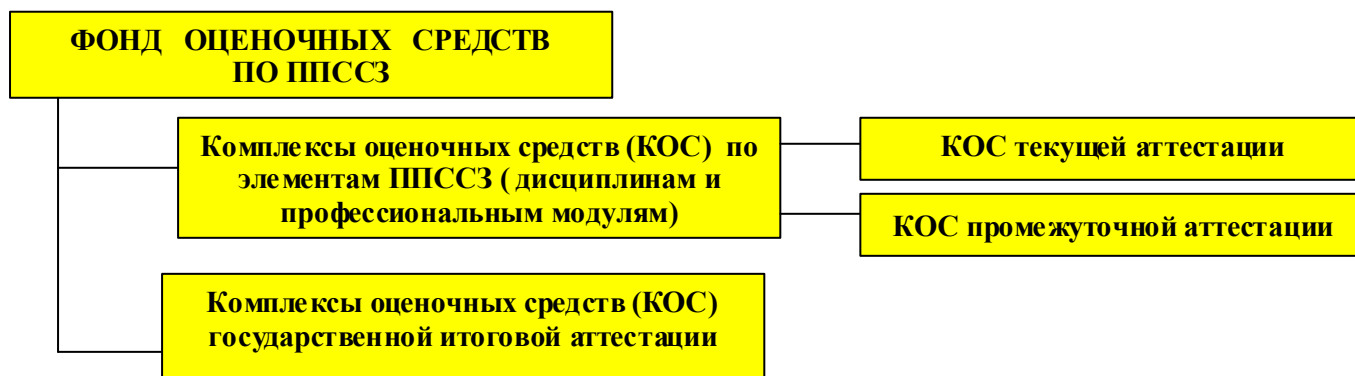 ФОНД ОЦЕНОЧНЫХ СРЕДСТВ
ПО ППССЗ
Комплексы оценочных средств (КОС) по
элементам ППССЗ ( дисциплинам и
профессиональным модулям)
КОС текущей аттестации
КОС промежуточной аттестации
Комплексы оценочных средств (КОС)
государственной итоговой аттестации